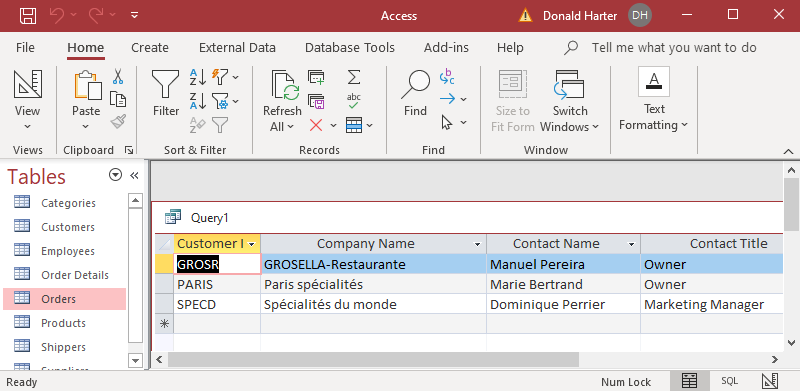 Access
Donald Harter
DH
File Home Create External Data Database Tools Add-ins Help Tell me what you want to do
View
Views
Paste
Clipboard
Filter
Sort & Filter
Refresh
All
Records
Find
Find
Size to
Fit Form
Switch
Windows
Window
Text
Formatting
Tables
Categories
Customers
Employees
Order Details
Orders
Products
Shippers
Query1
Customer I Company Name Contact Name Contact Title
GROSR GROSELLA-Restaurante Manuel Pereira Owner
PARIS Paris spécialités Marie Bertrand Owner
SPECD Spécialités du monde Dominique Perrier Marketing Manager
Ready
Num Lock
SQL